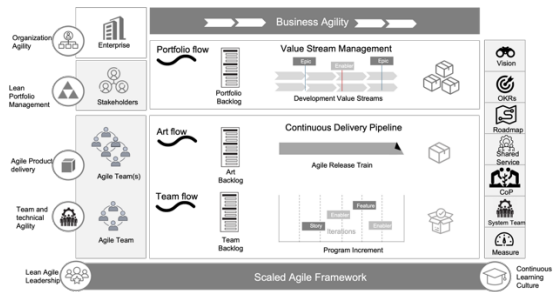 Business Agility
Organization
Agility
Enterprise
Lean
Portfolio
Management
Stakeholders
Portfolio flow
Portfolio
Backlog
Value Stream Management
Epic
Enabler
Epic
Development Value Streams
Agile Product
delivery
Agile Team(s)
Team and
technical
Agility
Agile Team
Art flow
Art
Backlog
Continuous Delivery Pipeline
Agile Release Train
Team flow
Team
Backlog
Feature
Enabler
Story
Enabler
Iterations
Program Increment
Vision
OKRs
Roadmap
Shared
Service
CoP
System Team
Measure
Lean Agile
Leadership
Scaled Agile Framework
Continuous
Learning
Culture